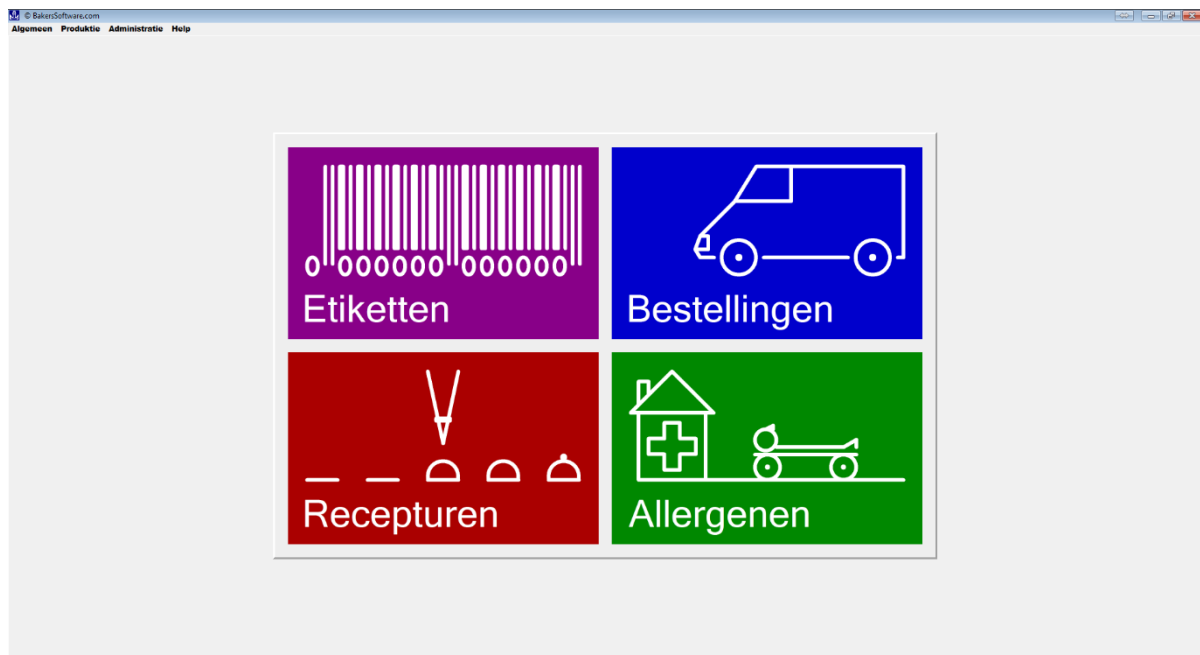 © BakersSoftware.com
Algemeen Produktie Administratie Help
0 000000 000000
Etiketten
Bestellingen
Recepturen
Allergenen